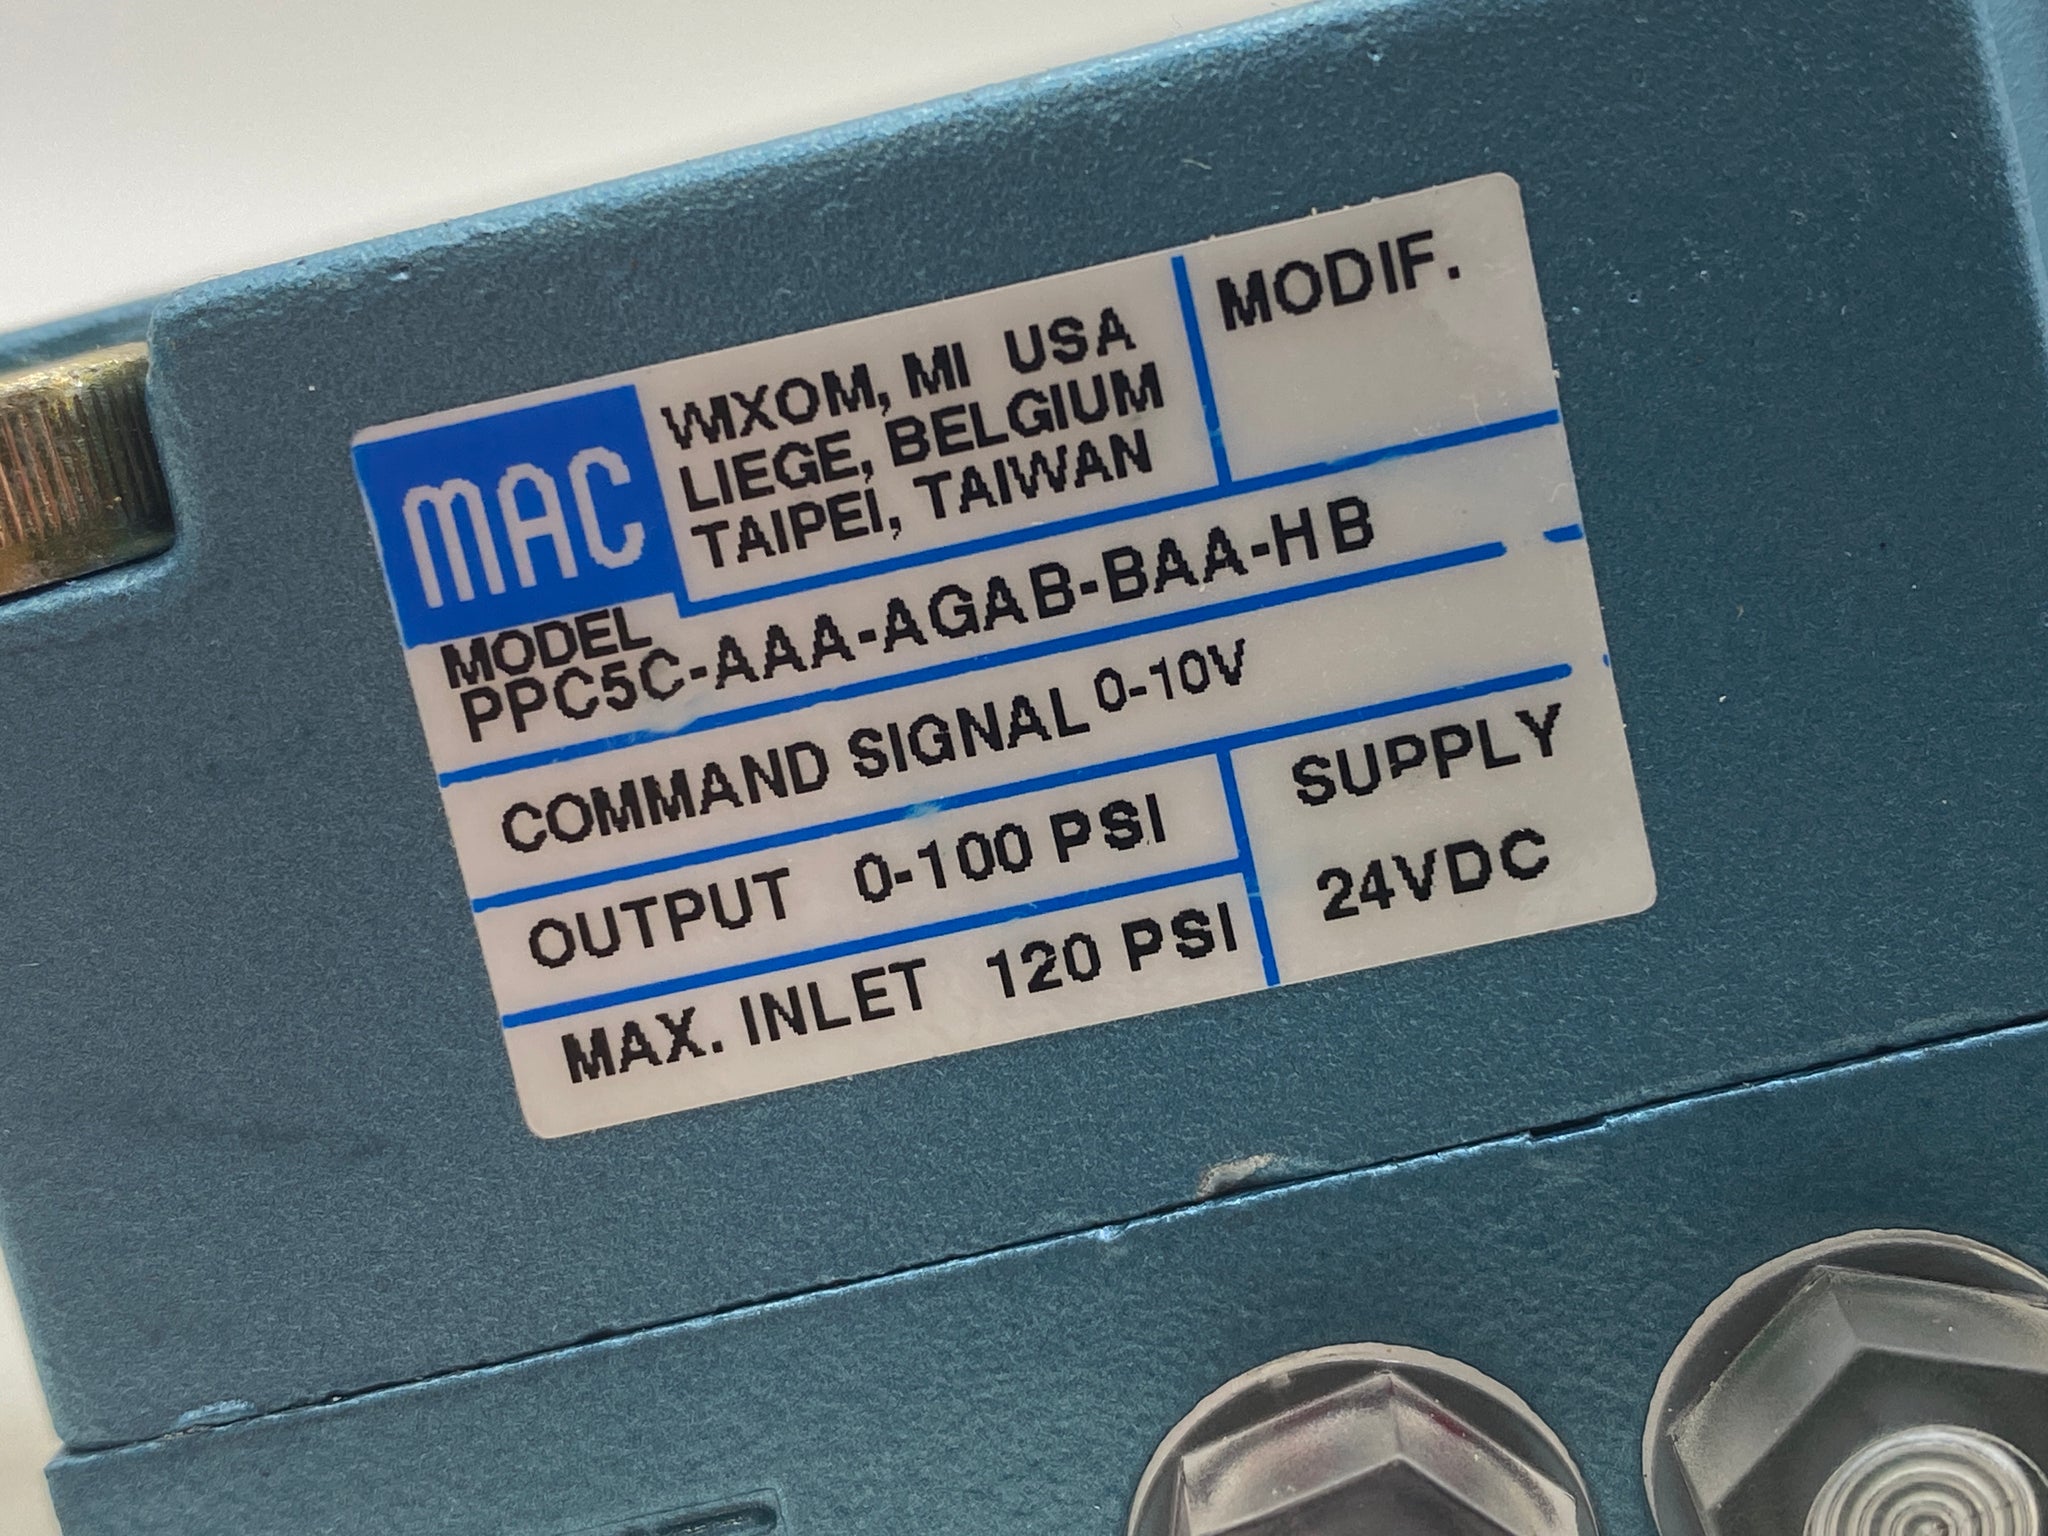 MAC
WIXOM, MI USA
LIEGE, BELGIUM
TAIPEI, TAIWAN
MODIF.
MODEL
PPC5C-AAA-AGAB-BAA-HB
COMMAND SIGNAL 0-10V
OUTPUT 0-100 PSI
MAX. INLET 120 PSI
SUPPLY
24VDC